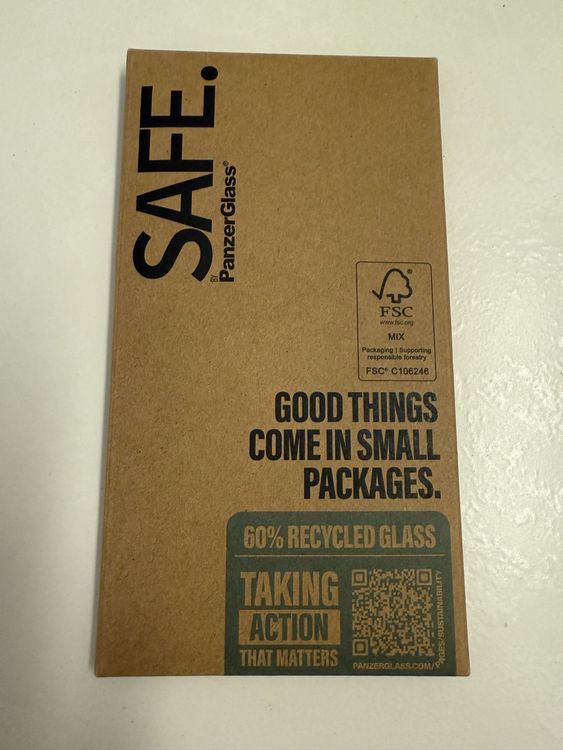 SAFE.
BY PanzerGlass®
FSC
www.fsc.org
MIX
Packaging | Supporting
responsible forestry
FSC® C106246
GOOD THINGS
COME IN SMALL
PACKAGES.
60% RECYCLED GLASS
TAKING
ACTION
THAT MATTERS
PANZERGLASS.COM/
/SUSTAINABILITY